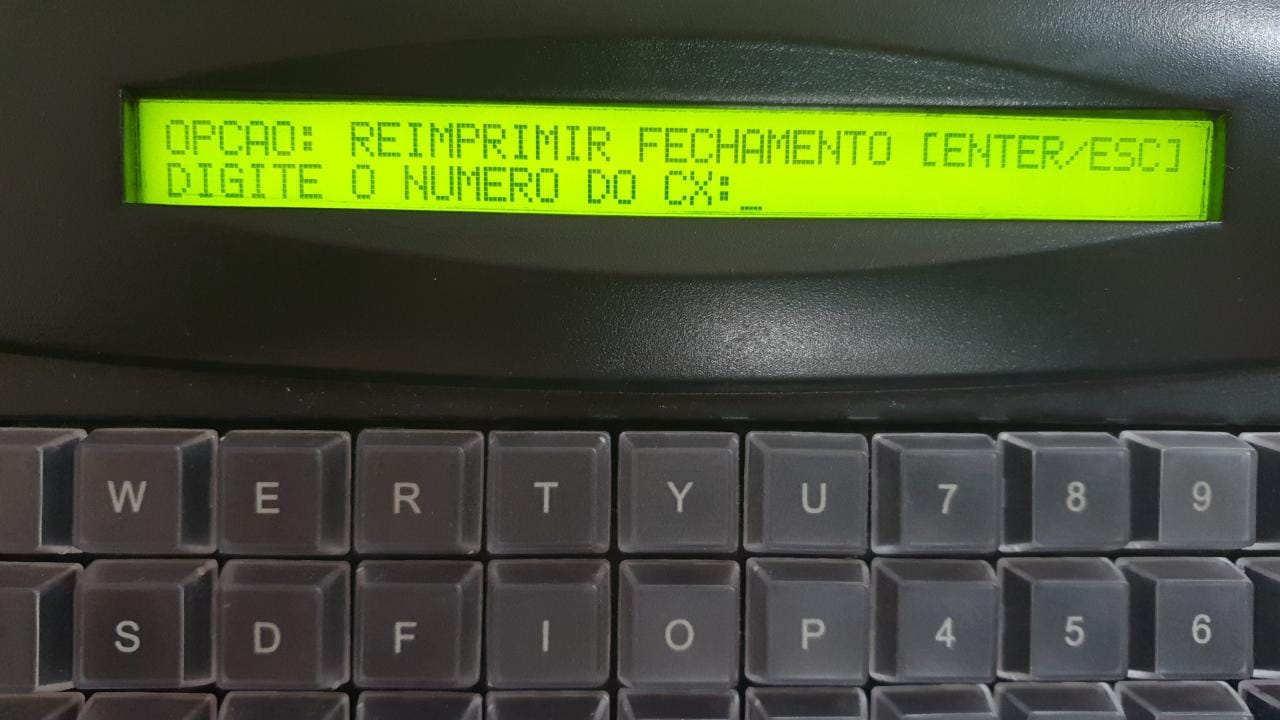 OPCAO: REIMPRIMIR FECHAMENTO [ENTER/ESC]
DIGITE O NUMERO DO CX:_
W E R T Y U 7 8 9
S D F I O P 4 5 6